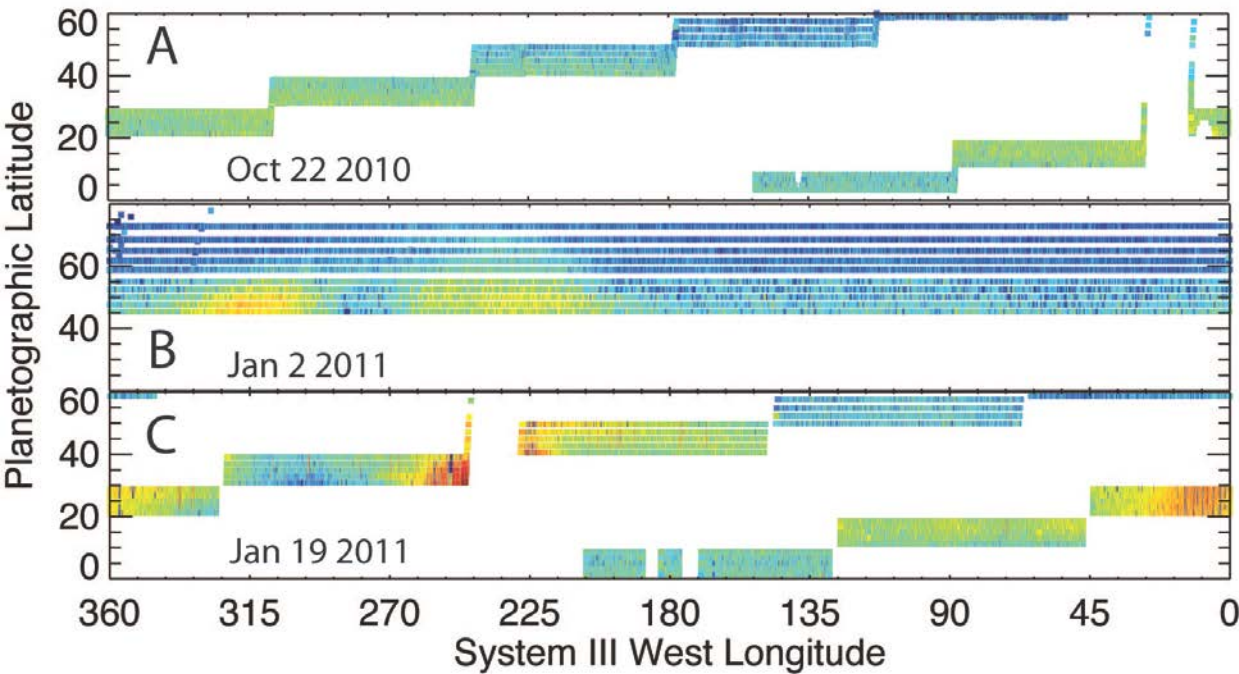 Planetographic Latitude
60
40
20
0
A
Oct 22 2010
60
40
B
Jan 2 2011
60
40
20
0
C
Jan 19 2011
360 315 270 225 180 135 90 45 0
System III West Longitude